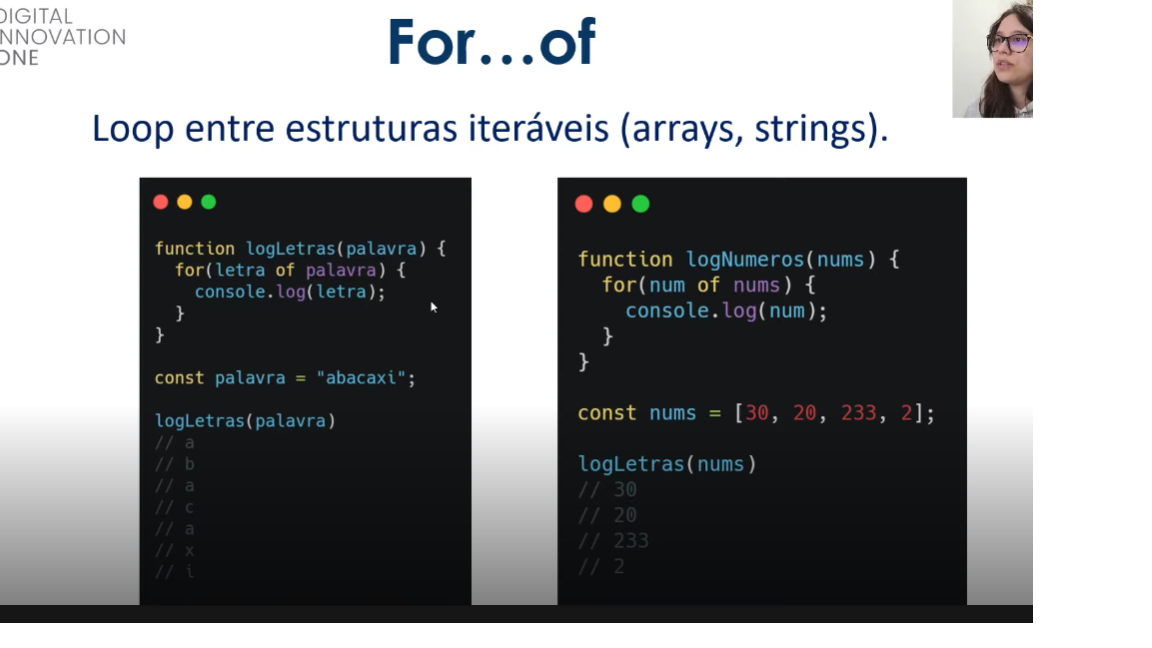 DIGITAL
INNOVATION
ONE
For...of
Loop entre estruturas iteráveis (arrays, strings).
function logLetras(palavra) {
for(letra of palavra) {
console.log(letra);
}
}
const palavra = "abacaxi";
logLetras(palavra)
// a
// b
// a
// c
// a
// x
// i
function logNumeros(nums) {
for(num of nums) {
console.log(num);
}
}
const nums = [30, 20, 233, 2];
logLetras(nums)
// 30
// 20
// 233
// 2